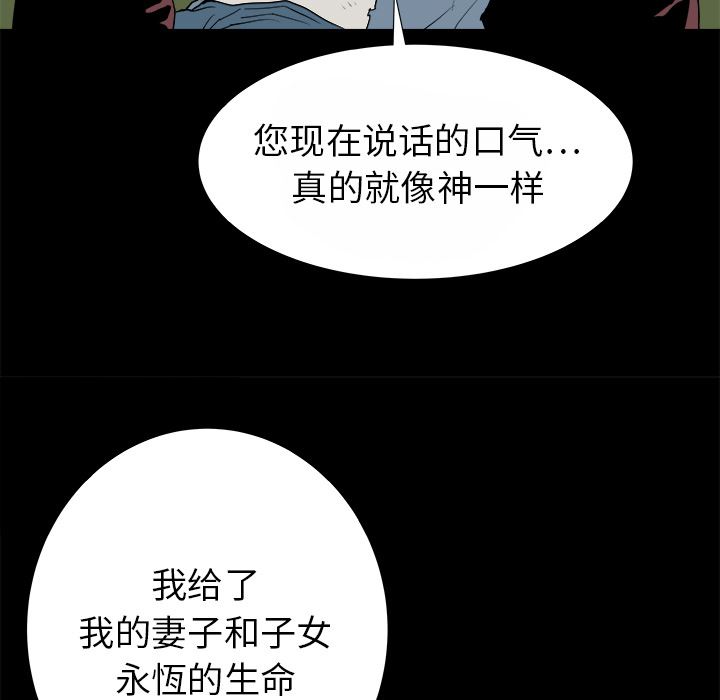 您现在说话的口气...
真的就像神一样
我给了
我的妻子和子女
永恆的生命